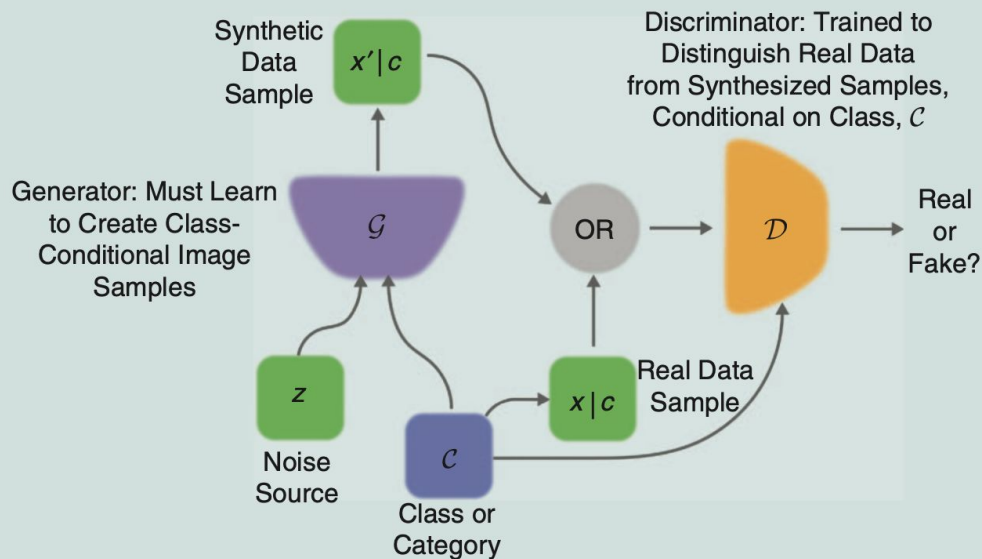 Synthetic
Data
Sample
x′|c
Discriminator: Trained to
Distinguish Real Data
from Synthesized Samples,
Conditional on Class, 𝒞
Generator: Must Learn
to Create Class-
Conditional Image
Samples
𝒢
OR
𝒟
Real
or
Fake?
z
Noise
Source
𝒞
Class or
Category
x|c
Real Data
Sample